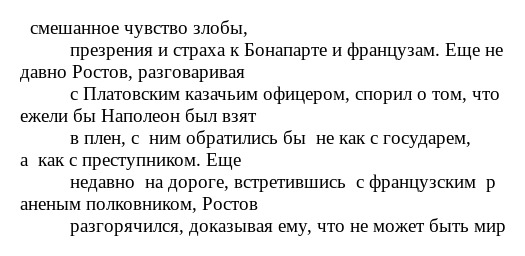 смешанное чувство злобы,
презрения и страха к Бонапарте и французам. Еще не
давно Ростов, разговаривая
с Платовским казачьим офицером, спорил о том, что
ежели бы Наполеон был взят
в плен, с  ним обратились бы  не как с государем,
а  как с преступником. Еще
недавно  на дороге, встретившись  с французским  р
аненым полковником, Ростов
разгорячился, доказывая ему, что не может быть мир